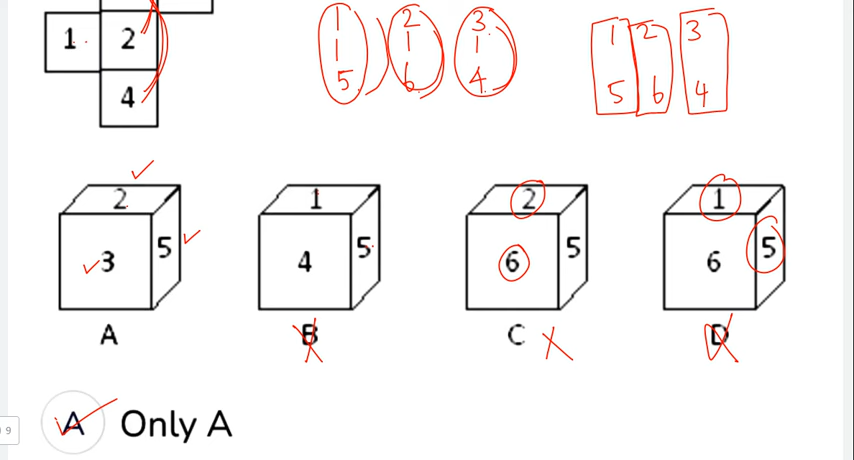 1 2
4
1 2 3
1 1 1
5 6 4
1 2 3
5 6 4
2 1 2 1
3 5 4 5 6 5 6 5
A B C D
A Only A
9